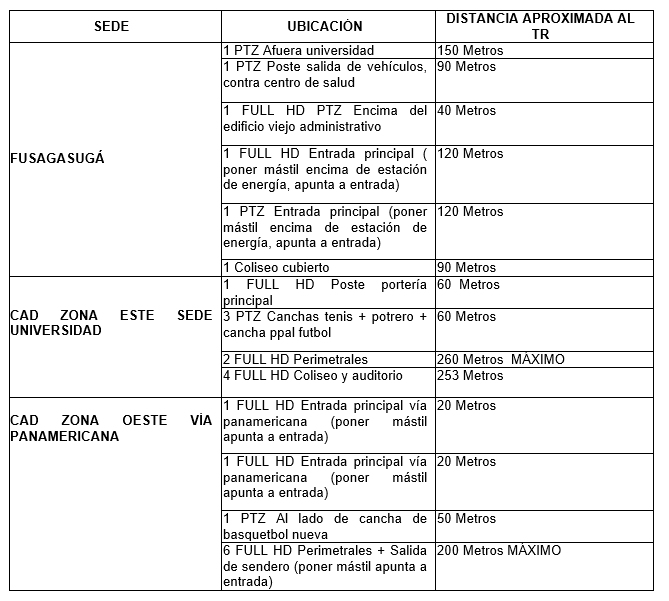 SEDE
UBICACIÓN
DISTANCIA APROXIMADA AL
TR
FUSAGASUGÁ
1 PTZ Afuera universidad
150 Metros
1 PTZ Poste salida de vehículos,
contra centro de salud
90 Metros
1 FULL HD PTZ Encima del
edificio viejo administrativo
40 Metros
1 FULL HD Entrada principal (
poner mástil encima de estación
de energía, apunta a entrada)
120 Metros
1 PTZ Entrada principal (poner
mástil encima de estación de
energía, apunta a entrada)
120 Metros
1 Coliseo cubierto
90 Metros
CAD ZONA ESTE SEDE
UNIVERSIDAD
1 FULL HD Poste portería
principal
60 Metros
3 PTZ Canchas tenis + potrero +
cancha ppal futbol
60 Metros
2 FULL HD Perimetrales
260 Metros MÁXIMO
4 FULL HD Coliseo y auditorio
253 Metros
CAD ZONA OESTE VÍA
PANAMERICANA
1 FULL HD Entrada principal vía
panamericana (poner mástil
apunta a entrada)
20 Metros
1 FULL HD Entrada principal vía
panamericana (poner mástil
apunta a entrada)
20 Metros
1 PTZ Al lado de cancha de
basquetbol nueva
50 Metros
6 FULL HD Perimetrales + Salida
de sendero (poner mástil apunta a
entrada)
200 Metros MÁXIMO